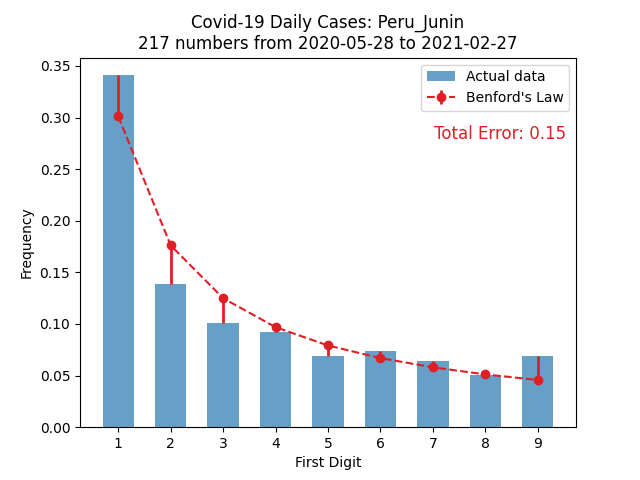 Covid-19 Daily Cases: Peru_Junin
217 numbers from 2020-05-28 to 2021-02-27
Actual data
Benford's Law
Total Error: 0.15
Frequency
0.35
0.30
0.25
0.20
0.15
0.10
0.05
0.00
1 2 3 4 5 6 7 8 9
First Digit